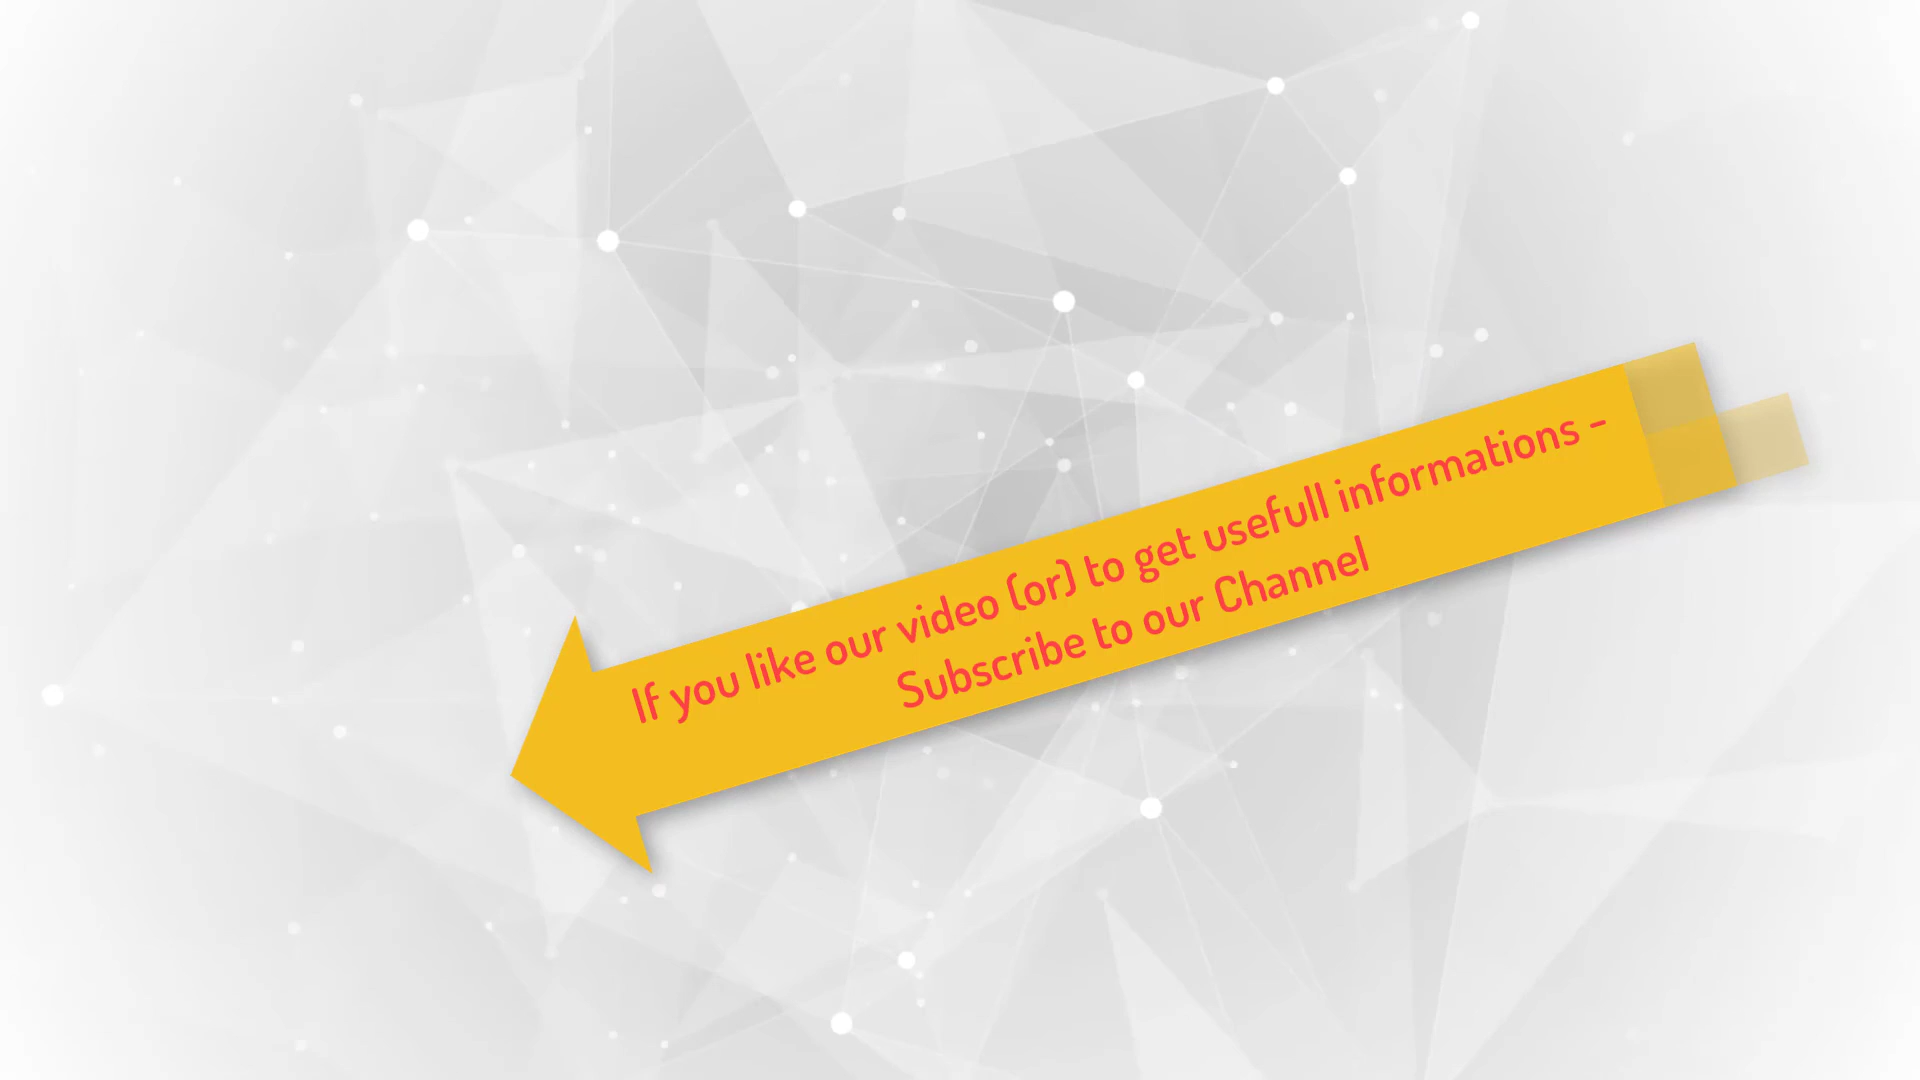 If you like our video (or) to get usefull informations -
Subscribe to our Channel